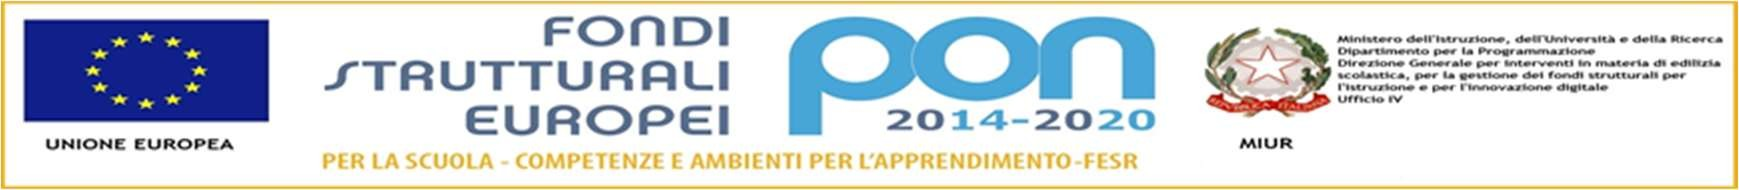 UNIONE EUROPEA
FONDI
STRUTTURALI
EUROPEI
pon
2014-2020
PER LA SCUOLA - COMPETENZE E AMBIENTI PER L'APPRENDIMENTO-FESR
REPVBBLICA ITALIANA
MIUR
Ministero dell'Istruzione, dell'Università e della Ricerca
Dipartimento per la Programmazione
Direzione Generale per interventi in materia di edilizia
scolastica, per la gestione dei fondi strutturali per
l'istruzione e per l'innovazione digitale
Ufficio IV